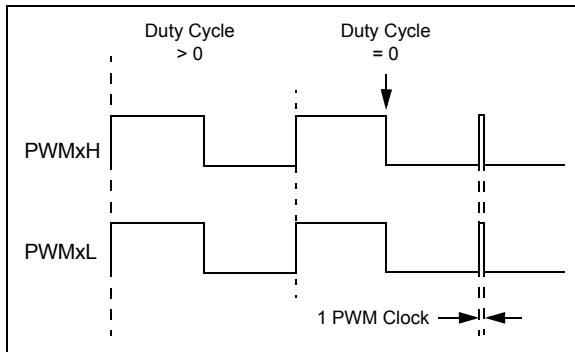 Duty Cycle
> 0
Duty Cycle
= 0
PWMxH
PWMxL
1 PWM Clock